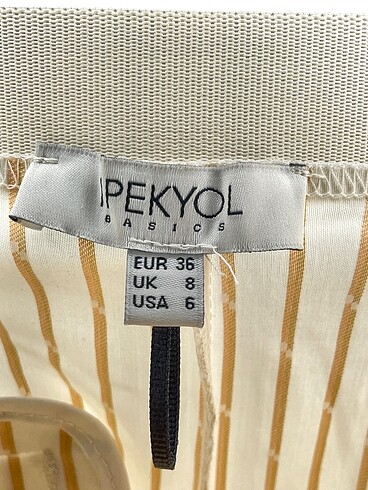 IPEKYOL
BASICS
EUR 36
UK 8
USA 6